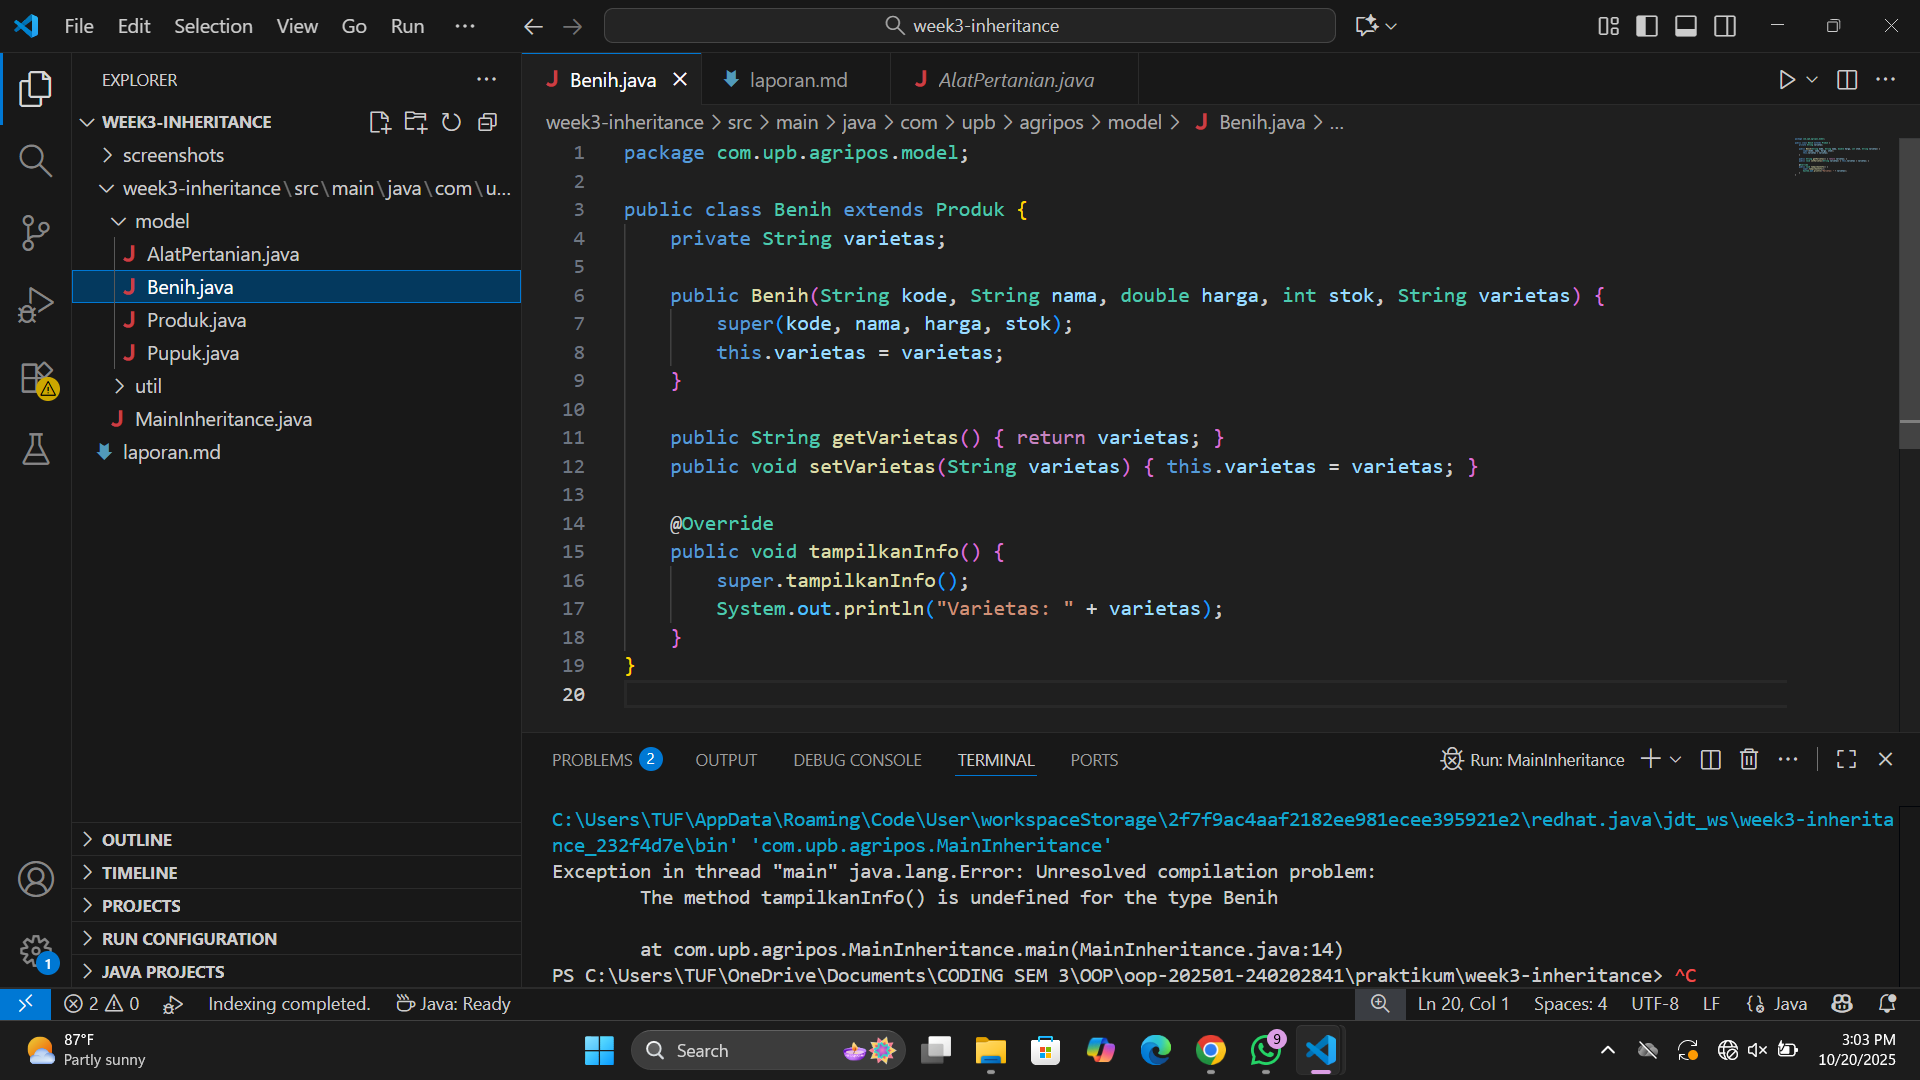 File Edit Selection View Go Run ...
week3-inheritance
EXPLORER
WEEK3-INHERITANCE
screenshots
week3-inheritance\src\main\java\com\u...
model
AlatPertanian.java
Benih.java
Produk.java
Pupuk.java
util
MainInheritance.java
laporan.md
OUTLINE
TIMELINE
PROJECTS
RUN CONFIGURATION
JAVA PROJECTS
1
Benih.java laporan.md AlatPertanian.java
week3-inheritance > src > main > java > com > upb > agripos > model > Benih.java > ...
1 package com.upb.agripos.model;
2
3 public class Benih extends Produk {
4 private String varietas;
5
6 public Benih(String kode, String nama, double harga, int stok, String varietas) {
7 super(kode, nama, harga, stok);
8 this.varietas = varietas;
9 }
10
11 public String getVarietas() { return varietas; }
12 public void setVarietas(String varietas) { this.varietas = varietas; }
13
14 @Override
15 public void tampilkanInfo() {
16 super.tampilkanInfo();
17 System.out.println("Varietas: " + varietas);
18 }
19 }
20
PROBLEMS 2 OUTPUT DEBUG CONSOLE TERMINAL PORTS Run: MainInheritance
C:\Users\TUF\AppData\Roaming\Code\User\workspaceStorage\2f7f9ac4aaf2182ee981ecee395921e2\redhat.java\jdt_ws\week3-inherita
nce_232f4d7e\bin' 'com.upb.agripos.MainInheritance'
Exception in thread "main" java.lang.Error: Unresolved compilation problem:
The method tampilkanInfo() is undefined for the type Benih
at com.upb.agripos.MainInheritance.main(MainInheritance.java:14)
PS C:\Users\TUF\OneDrive\Documents\CODING SEM 3\OOP\oop-202501-240202841\praktikum\week3-inheritance> ^C
2 0 Indexing completed. Java: Ready Ln 20, Col 1 Spaces: 4 UTF-8 LF {} Java
87°F
Partly sunny
Search
9
3:03 PM
10/20/2025